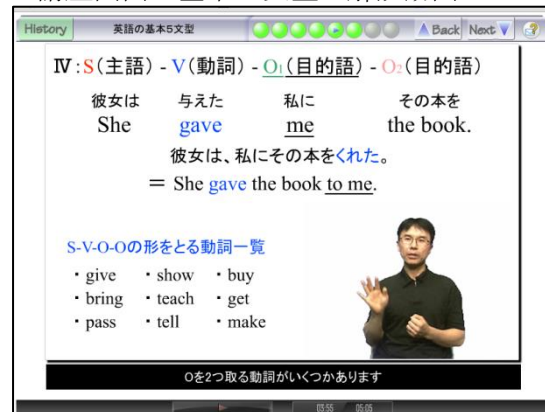 History 英語の基本5文型 Back Next
Ⅳ:S(主語) - V(動詞) - O₁(目的語) - O₂(目的語)
彼女は 与えた 私に その本を
She gave me the book.
彼女は、私にその本をくれた。
＝ She gave the book to me.
S-V-O-Oの形をとる動詞一覧
・give ・show ・buy
・bring ・teach ・get
・pass ・tell ・make
Oを2つ取る動詞がいくつかあります
03:55 05:05